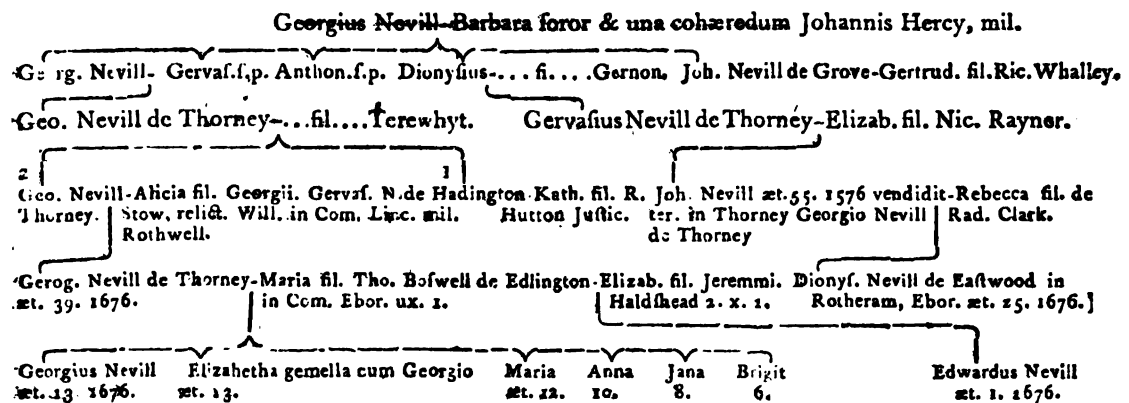 Georgius Nevill-Barbara ſoror & una cohæredum Johannis Hercy, mil.
Georg. Nevill- Gervaſ.ſ.p. Anthon.ſ.p. Dionyſius-... fi.... Gernon. Joh. Nevill de Grove-Gertrud. fil.Ric.Whalley.
Geo. Nevill de Thorney-...fil....Terewhyt. Gervaſius Nevill de Thorney-Elizab. fil. Nic. Rayner.
2 1
Geo. Nevill-Alicia fil. Georgii. Gervaſ. N.de Hadington-Kath. fil. R. Joh. Nevill æt.55. 1576 vendidit-Rebecca fil. de
Thorney. Stow, relict. Will. in Com. Linc. mil. Hutton Juſtic. ter. in Thorney Georgio Nevill Rad. Clark.
Rothwell. de Thorney
Gerog. Nevill de Thorney-Maria fil. Tho. Boſwell de Edlington-Elizab. fil. Jeremmi. Dionyſ. Nevill de Eaſtwood in
æt. 39. 1676. in Com. Ebor. ux. 1. Haldſhead 2. x. 1. Rotheram, Ebor. æt. 25. 1676.]
Georgius Nevill Elizahetha gemella cum Georgio Maria Anna Jana Brigit Edwardus Nevill
æt. 13. 1676. æt. 13. æt. 12. 10. 8. 6. æt. 1. 1676.